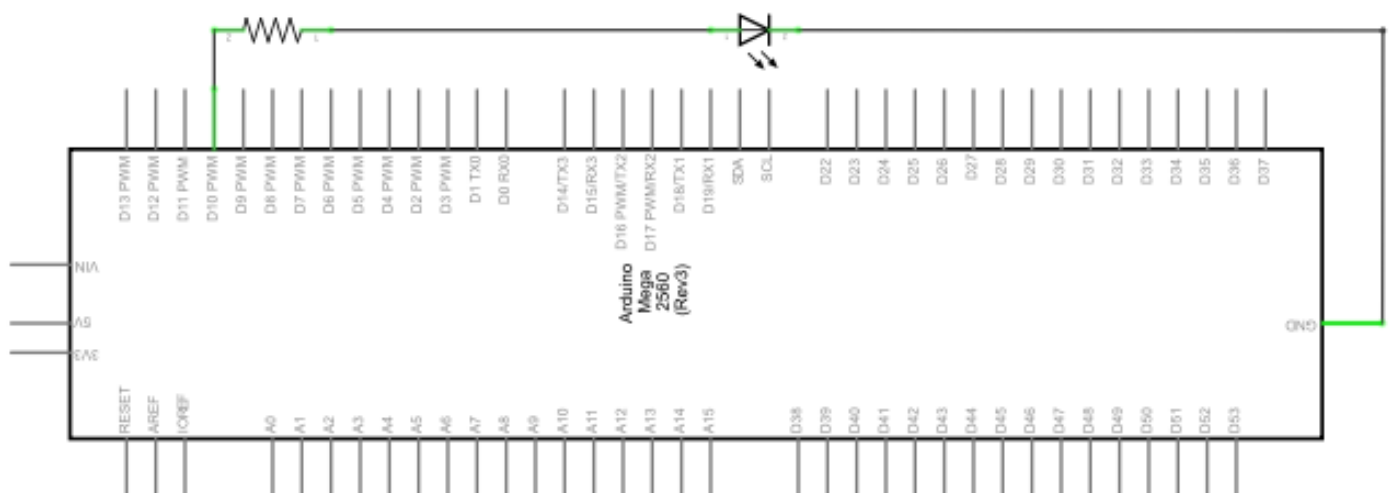 2
1
1
2
D13 PWM
D12 PWM
D11 PWM
D10 PWM
D9 PWM
D8 PWM
D7 PWM
D6 PWM
D5 PWM
D4 PWM
D2 PWM
D3 PWM
D1 TX0
D0 RX0
D14/TX3
D15/RX3
D16 PWM/TX2
D17 PWM/RX2
D18/TX1
D19/RX1
SDA
SCL
D22
D23
D24
D25
D26
D27
D28
D29
D30
D31
D32
D33
D34
D35
D36
D37
VIN
5V
3V3
Arduino
Mega
2560
(Rev3)
GND
RESET
AREF
IOREF
A0
A1
A2
A3
A4
A5
A6
A7
A8
A9
A10
A11
A12
A13
A14
A15
D38
D39
D40
D41
D42
D43
D44
D45
D46
D47
D48
D49
D50
D51
D52
D53